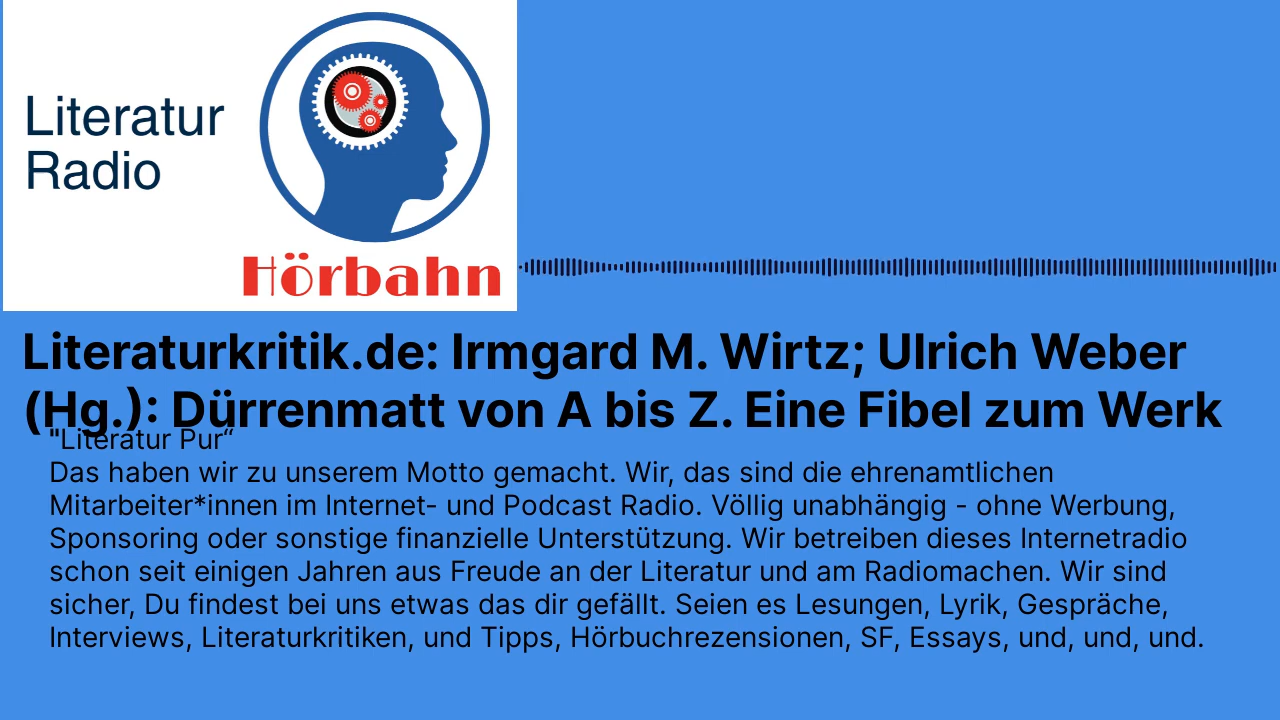 Literatur
Radio
Hörbahn
Literaturkritik.de: Irmgard M. Wirtz; Ulrich Weber
(Hg.): Dürrenmatt von A bis Z. Eine Fibel zum Werk
"Literatur Pur“
Das haben wir zu unserem Motto gemacht. Wir, das sind die ehrenamtlichen
Mitarbeiter*innen im Internet- und Podcast Radio. Völlig unabhängig - ohne Werbung,
Sponsoring oder sonstige finanzielle Unterstützung. Wir betreiben dieses Internetradio
schon seit einigen Jahren aus Freude an der Literatur und am Radiomachen. Wir sind
sicher, Du findest bei uns etwas das dir gefällt. Seien es Lesungen, Lyrik, Gespräche,
Interviews, Literaturkritiken, und Tipps, Hörbuchrezensionen, SF, Essays, und, und, und.